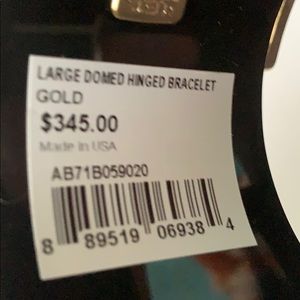 LARGE DOMED HINGED BRACELET
GOLD
$345.00
Made in USA
AB71B059020
8 89519 06938 4